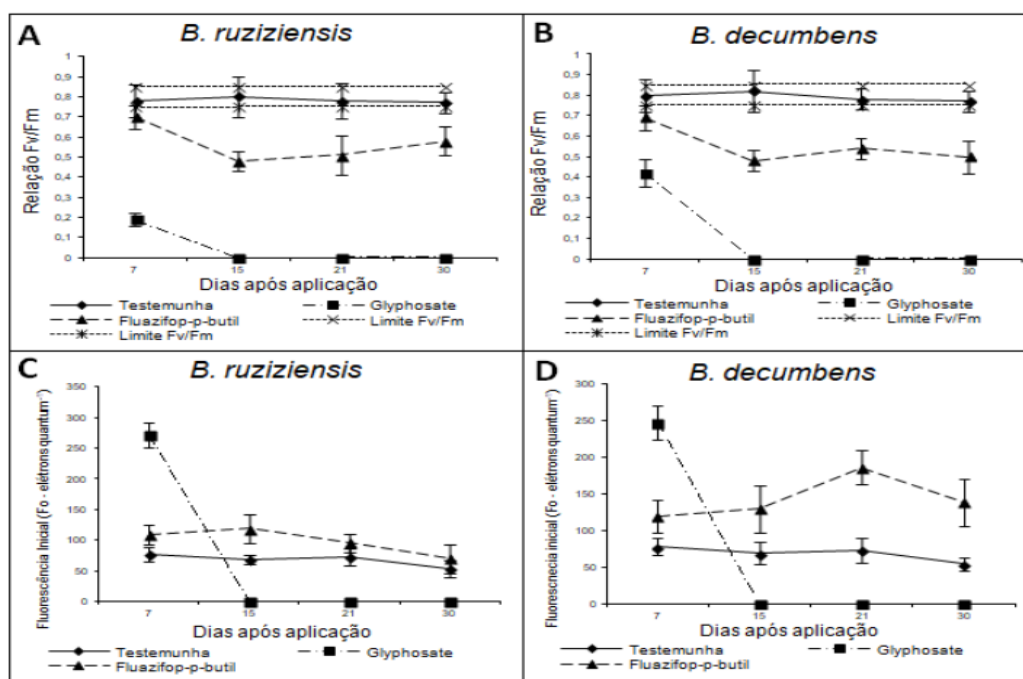 A
B. ruziziensis
Relação Fv/Fm
1
0,9
0,8
0,7
0,6
0,5
0,4
0,3
0,2
0,1
0
7
15
21
30
Dias após aplicação
Testemunha
Glyphosate
Fluazifop-p-butil
Limite Fv/Fm
Limite Fv/Fm
B
B. decumbens
Relação Fv/Fm
1
0,9
0,8
0,7
0,6
0,5
0,4
0,3
0,2
0,1
0
7
15
21
30
Dias após aplicação
Testemunha
Glyphosate
Fluazifop-p-butil
Limite Fv/Fm
Limite Fv/Fm
C
B. ruziziensis
Fluorescência Inicial (Fo - elétrons quantum⁻¹)
350
300
250
200
150
100
50
0
7
15
21
30
Dias após aplicação
Testemunha
Glyphosate
Fluazifop-p-butil
D
B. decumbens
Fluorescnecia inicial (Fo - elétrons quantum⁻¹)
300
250
200
150
100
50
0
7
15
21
30
Dias após aplicação
Testemunha
Glyphosate
Fluazifop-p-butil